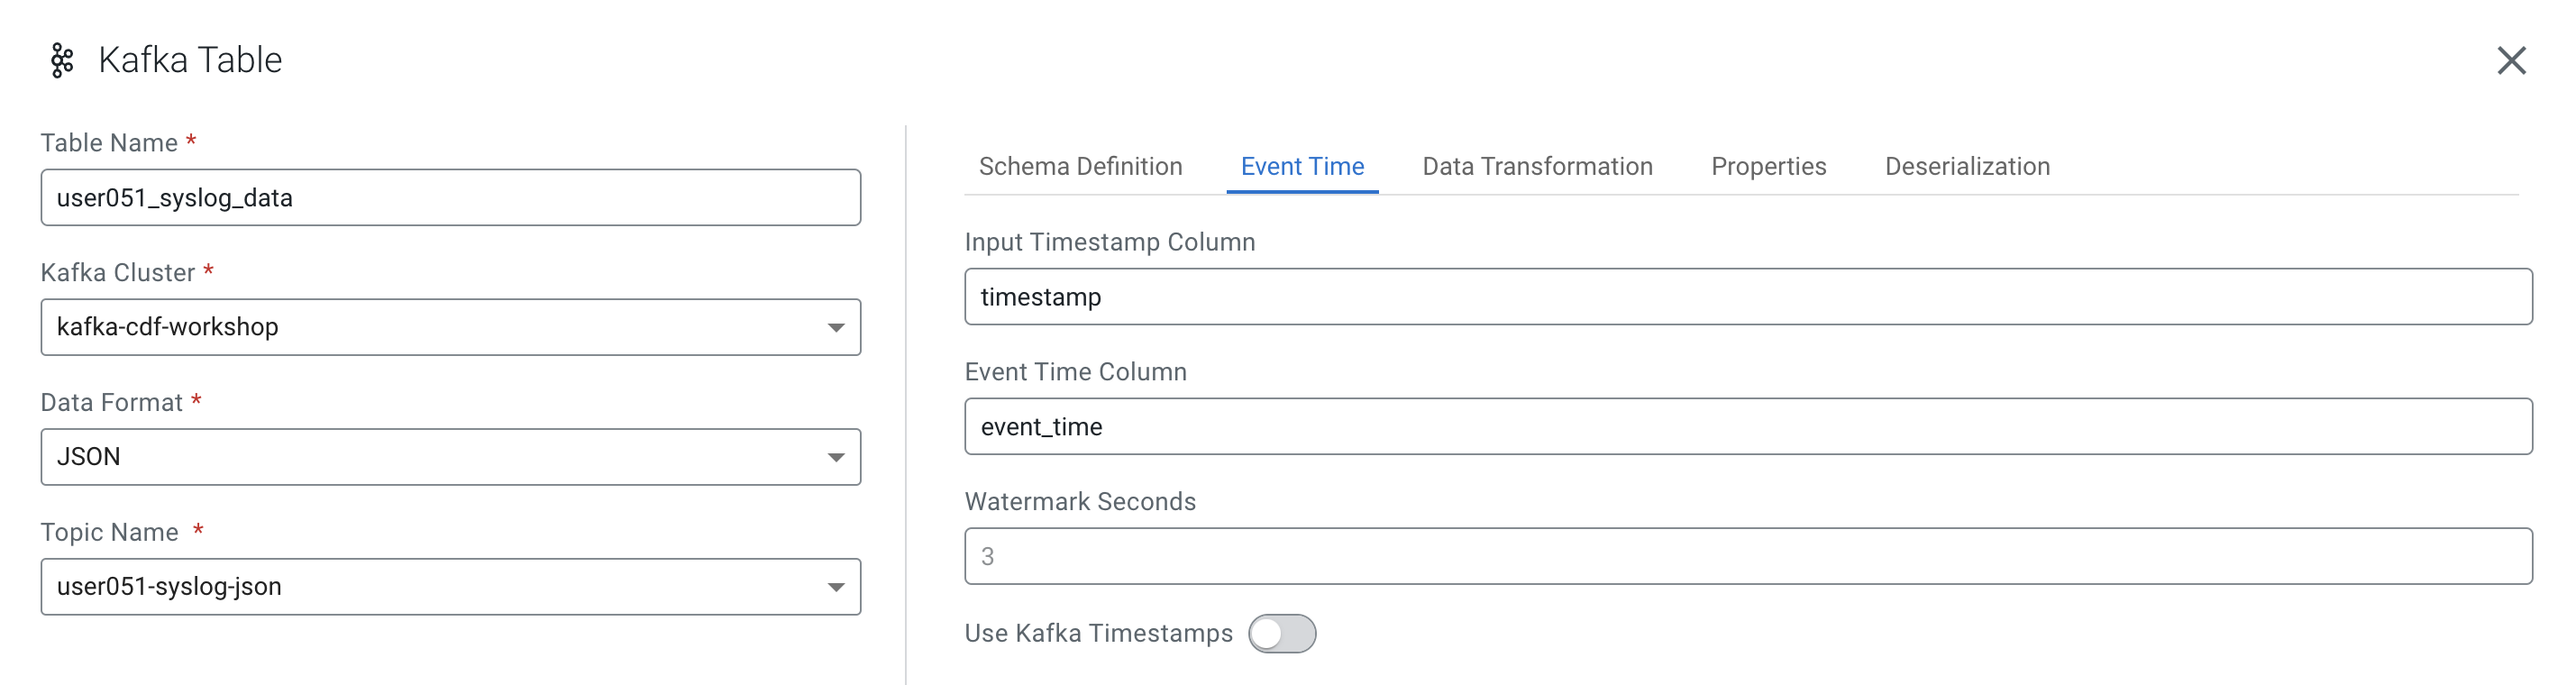 Kafka Table
Table Name *
user051_syslog_data
Kafka Cluster *
kafka-cdf-workshop
Data Format *
JSON
Topic Name *
user051-syslog-json
Schema Definition Event Time Data Transformation Properties Deserialization
Input Timestamp Column
timestamp
Event Time Column
event_time
Watermark Seconds
3
Use Kafka Timestamps